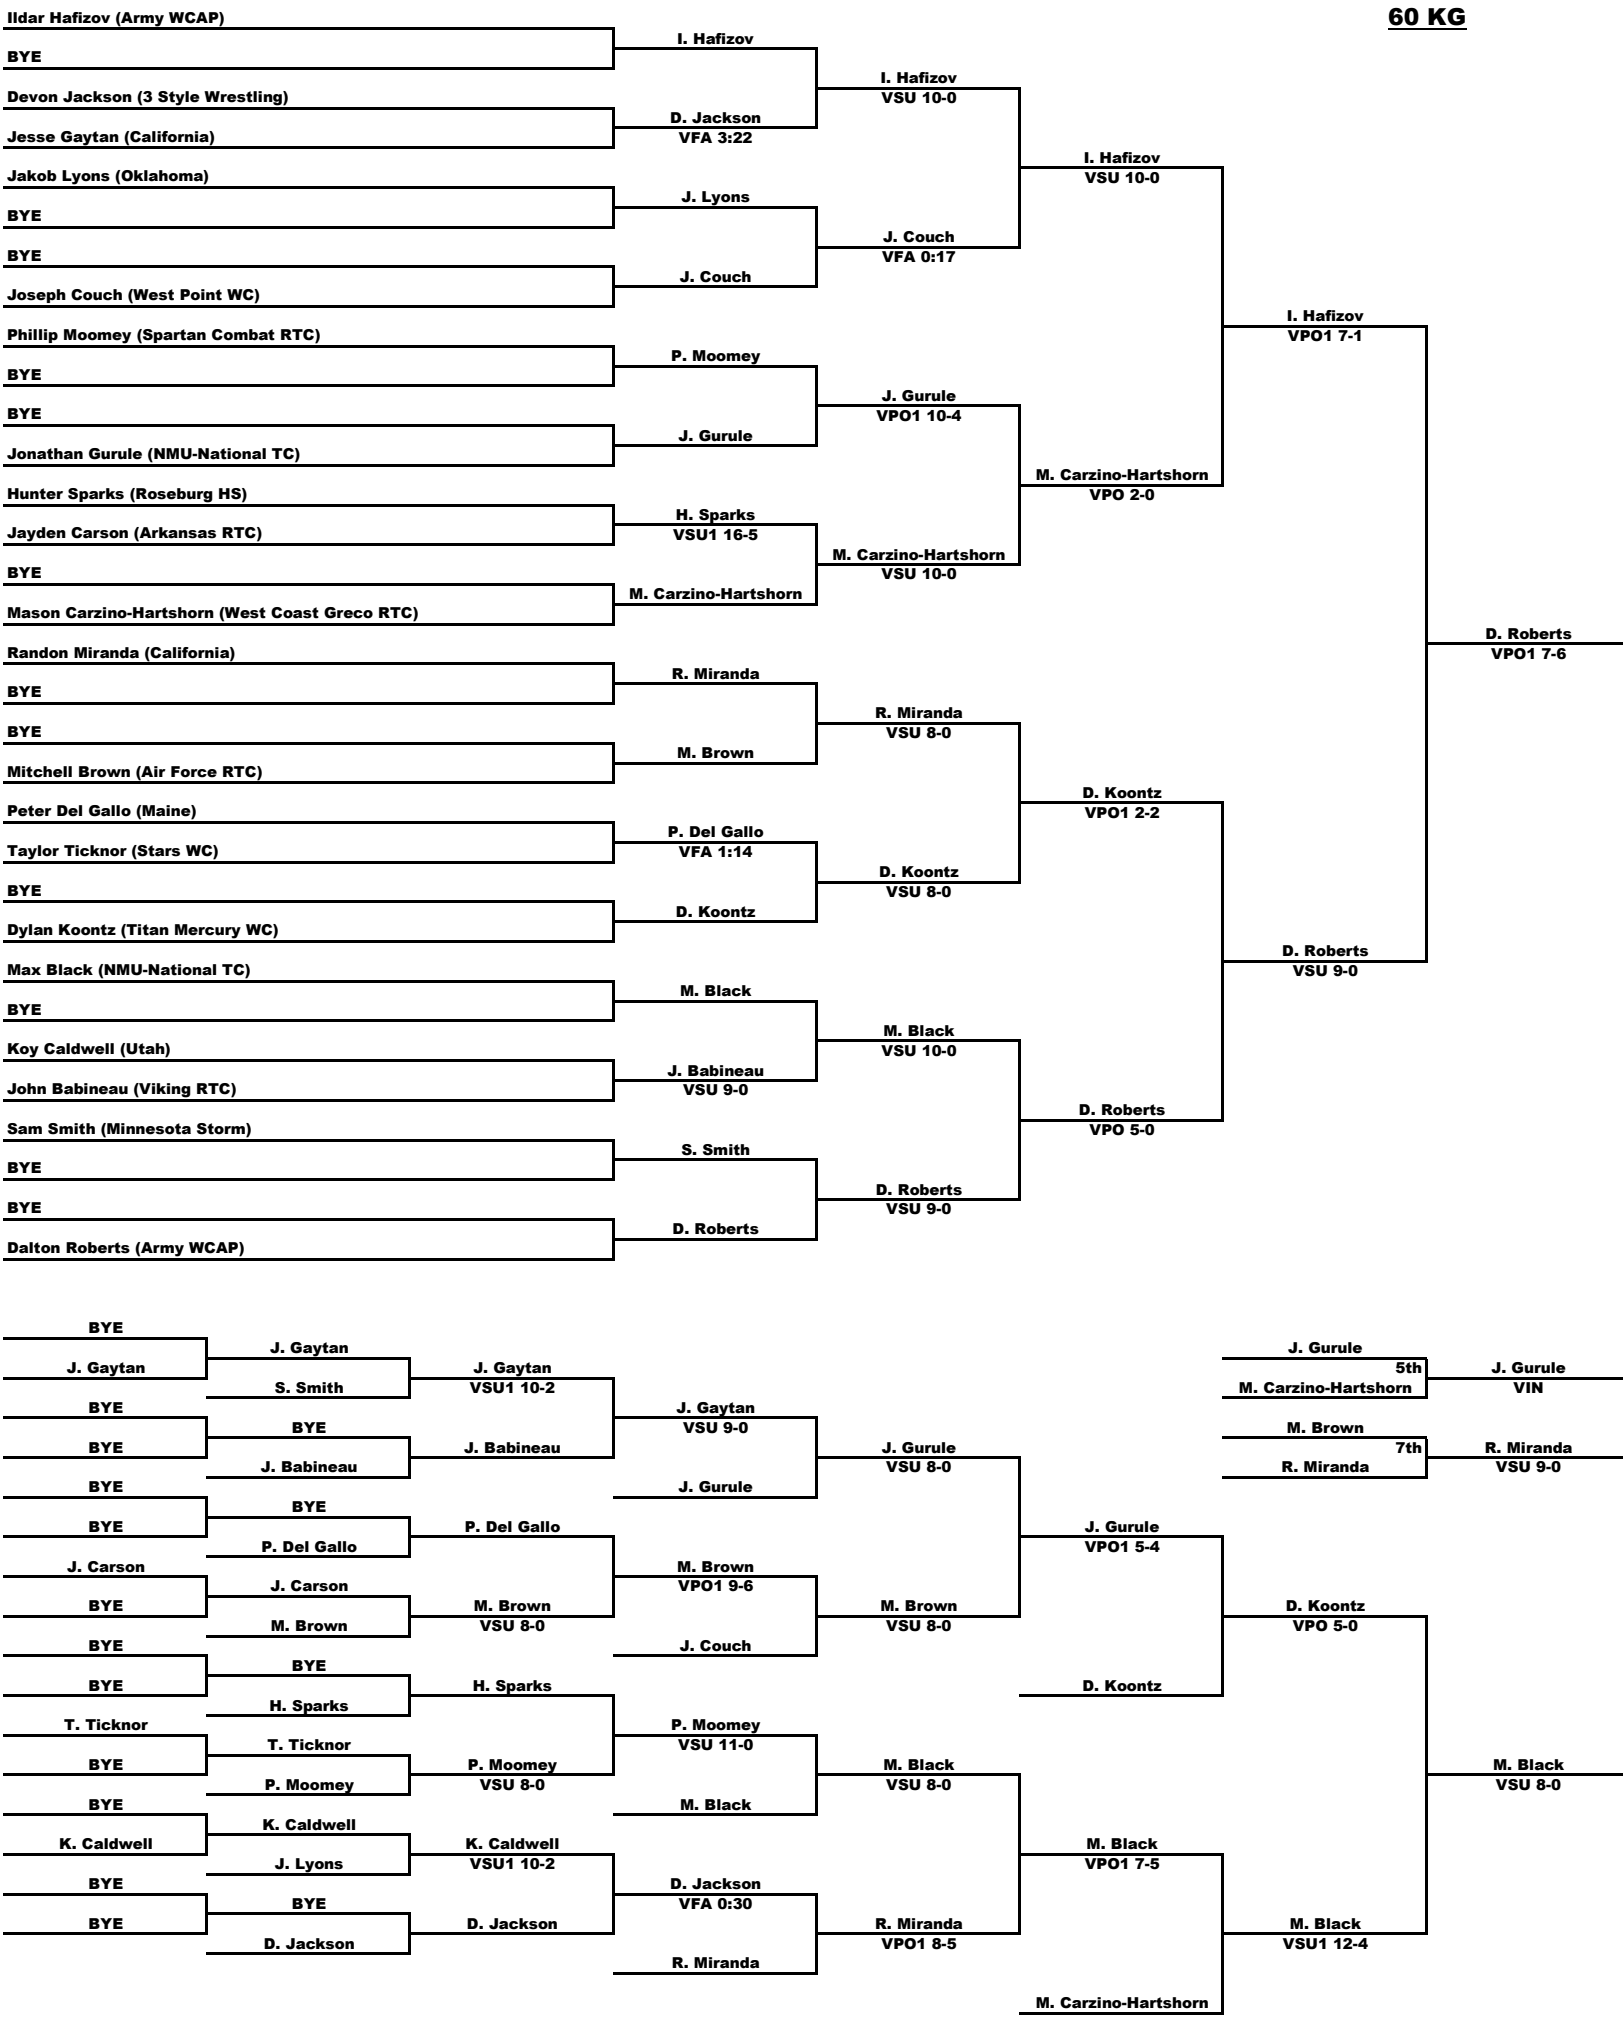 60 KG
Ildar Hafizov (Army WCAP)
BYE
Devon Jackson (3 Style Wrestling)
Jesse Gaytan (California)
Jakob Lyons (Oklahoma)
BYE
BYE
Joseph Couch (West Point WC)
Phillip Moomey (Spartan Combat RTC)
BYE
BYE
Jonathan Gurule (NMU-National TC)
Hunter Sparks (Roseburg HS)
Jayden Carson (Arkansas RTC)
BYE
Mason Carzino-Hartshorn (West Coast Greco RTC)
Randon Miranda (California)
BYE
BYE
Mitchell Brown (Air Force RTC)
Peter Del Gallo (Maine)
Taylor Ticknor (Stars WC)
BYE
Dylan Koontz (Titan Mercury WC)
Max Black (NMU-National TC)
BYE
Koy Caldwell (Utah)
John Babineau (Viking RTC)
Sam Smith (Minnesota Storm)
BYE
BYE
Dalton Roberts (Army WCAP)
I. Hafizov
D. Jackson
VFA 3:22
J. Lyons
J. Couch
P. Moomey
J. Gurule
H. Sparks
VSU1 16-5
M. Carzino-Hartshorn
R. Miranda
M. Brown
P. Del Gallo
VFA 1:14
D. Koontz
M. Black
J. Babineau
VSU 9-0
S. Smith
D. Roberts
I. Hafizov
VSU 10-0
J. Couch
VFA 0:17
J. Gurule
VPO1 10-4
M. Carzino-Hartshorn
VSU 10-0
R. Miranda
VSU 8-0
D. Koontz
VSU 8-0
M. Black
VSU 10-0
D. Roberts
VSU 9-0
I. Hafizov
VSU 10-0
M. Carzino-Hartshorn
VPO 2-0
D. Koontz
VPO1 2-2
D. Roberts
VPO 5-0
I. Hafizov
VPO1 7-1
D. Roberts
VSU 9-0
D. Roberts
VPO1 7-6
BYE
J. Gaytan
BYE
BYE
BYE
BYE
J. Carson
BYE
BYE
BYE
T. Ticknor
BYE
BYE
K. Caldwell
BYE
BYE
J. Gaytan
S. Smith
BYE
J. Babineau
BYE
P. Del Gallo
J. Carson
M. Brown
BYE
H. Sparks
T. Ticknor
P. Moomey
K. Caldwell
J. Lyons
BYE
D. Jackson
J. Gaytan
VSU1 10-2
J. Babineau
P. Del Gallo
M. Brown
VSU 8-0
H. Sparks
P. Moomey
VSU 8-0
K. Caldwell
VSU1 10-2
D. Jackson
J. Gaytan
VSU 9-0
J. Gurule
M. Brown
VPO1 9-6
J. Couch
P. Moomey
VSU 11-0
M. Black
D. Jackson
VFA 0:30
R. Miranda
J. Gurule
VSU 8-0
M. Brown
VSU 8-0
M. Black
VSU 8-0
R. Miranda
VPO1 8-5
J. Gurule
VPO1 5-4
D. Koontz
M. Black
VPO1 7-5
M. Carzino-Hartshorn
D. Koontz
VPO 5-0
M. Black
VSU1 12-4
M. Black
VSU 8-0
J. Gurule
5th
M. Carzino-Hartshorn
J. Gurule
VIN
M. Brown
7th
R. Miranda
R. Miranda
VSU 9-0